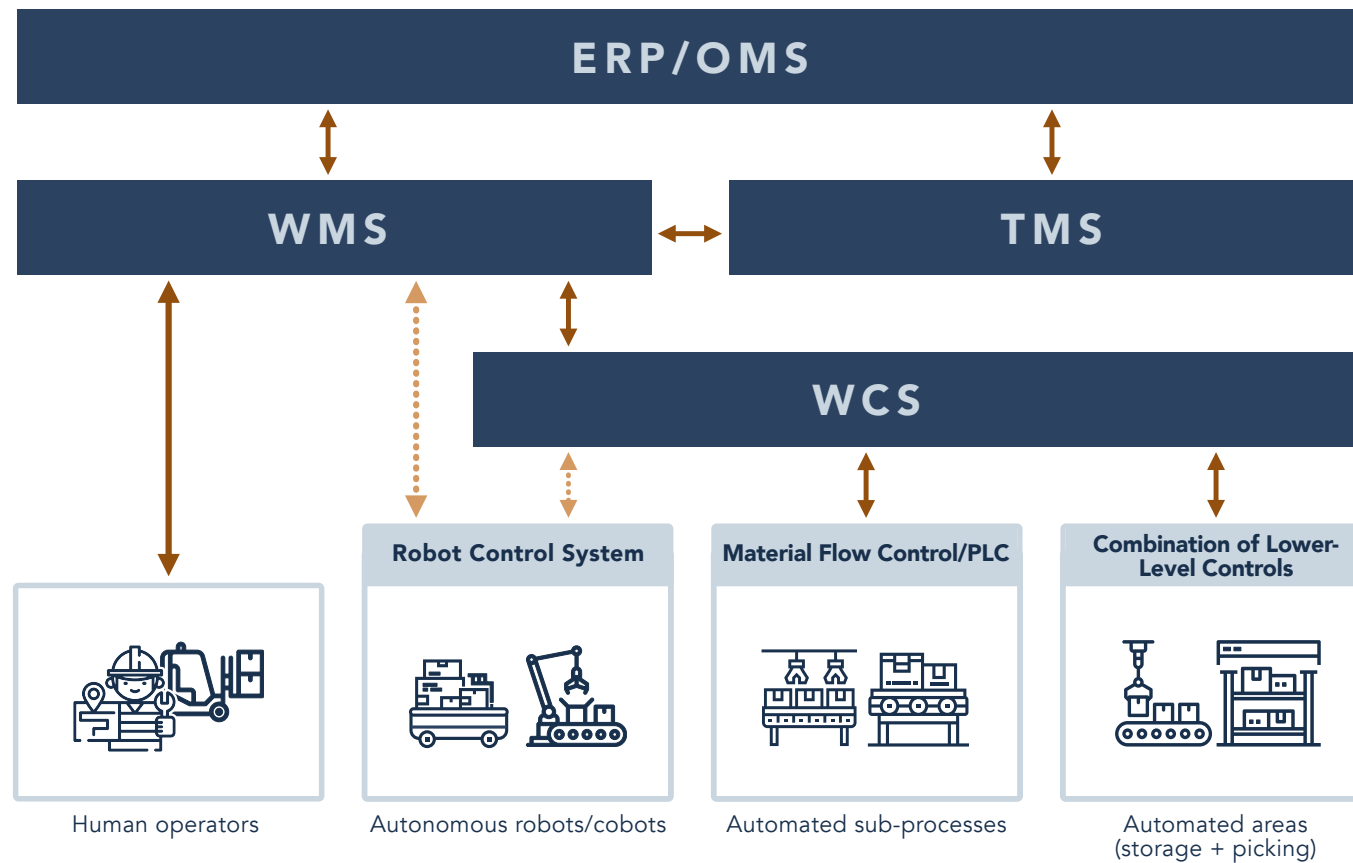 ERP/OMS
WMS
TMS
WCS
Robot Control System
Material Flow Control/PLC
Combination of Lower-
Level Controls
Human operators
Autonomous robots/cobots
Automated sub-processes
Automated areas
(storage + picking)